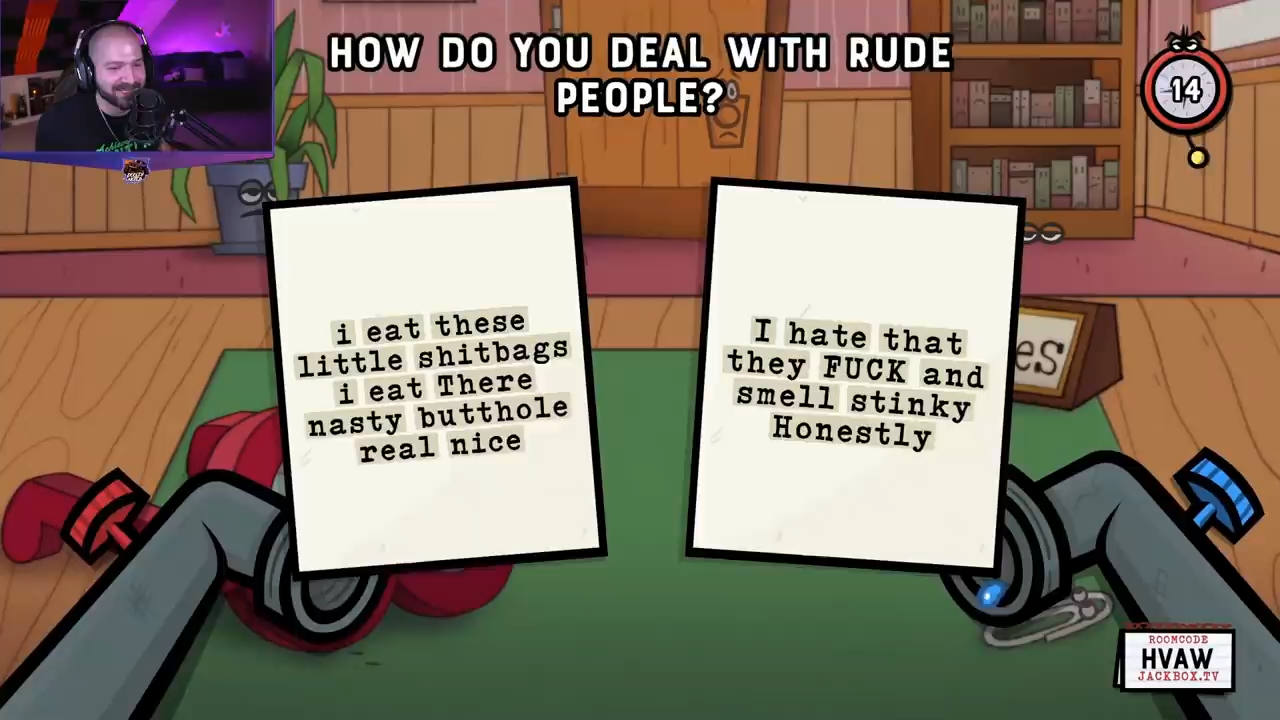 HOW DO YOU DEAL WITH RUDE
PEOPLE?
14
i eat these
little shitbags
i eat There
nasty butthole
real nice
I hate that
they FUCK and
smell stinky
Honestly
es
ROOMCODE
HVAW
JACKBOX.TV